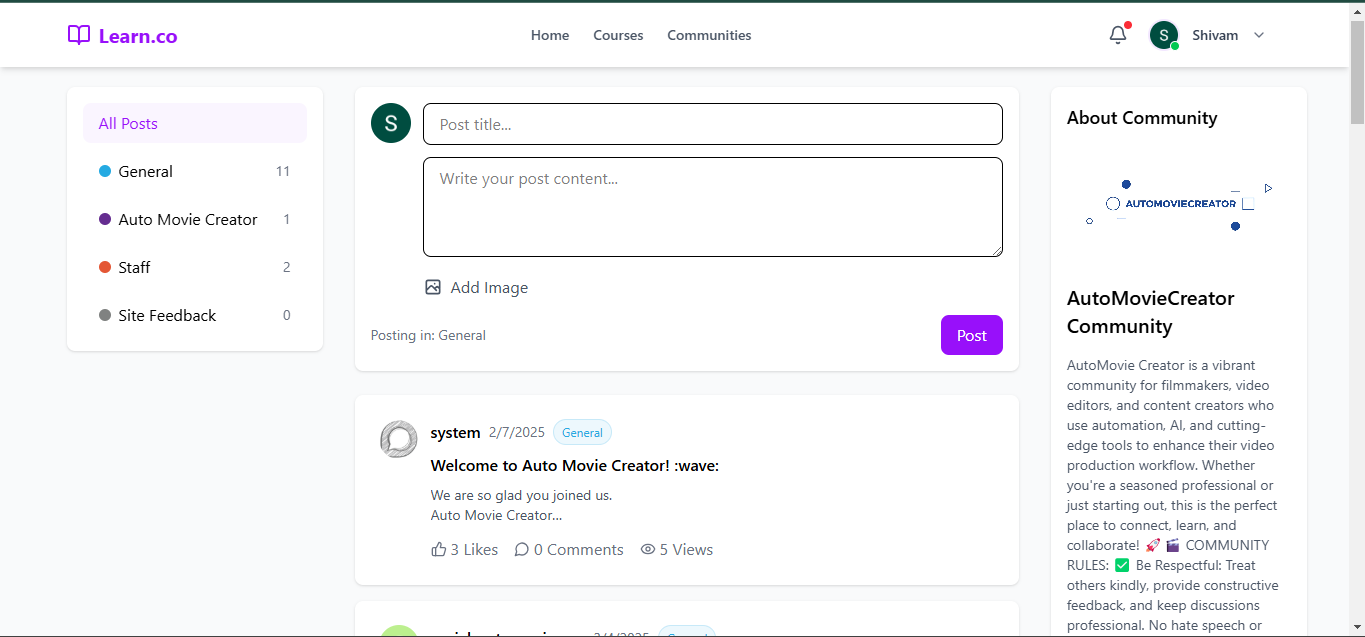 Learn.co
Home Courses Communities
S Shivam
All Posts
General 11
Auto Movie Creator 1
Staff 2
Site Feedback 0
S
Post title...
Write your post content...
Add Image
Posting in: General
Post
system 2/7/2025 General
Welcome to Auto Movie Creator! :wave:
We are so glad you joined us.
Auto Movie Creator...
3 Likes 0 Comments 5 Views
About Community
AUTOMOVIECREATOR
AutoMovieCreator
Community
AutoMovie Creator is a vibrant
community for filmmakers, video
editors, and content creators who
use automation, AI, and cutting-
edge tools to enhance their video
production workflow. Whether
you're a seasoned professional or
just starting out, this is the perfect
place to connect, learn, and
collaborate! 🚀 🎬 COMMUNITY
RULES: ✅ Be Respectful: Treat
others kindly, provide constructive
feedback, and keep discussions
professional. No hate speech or